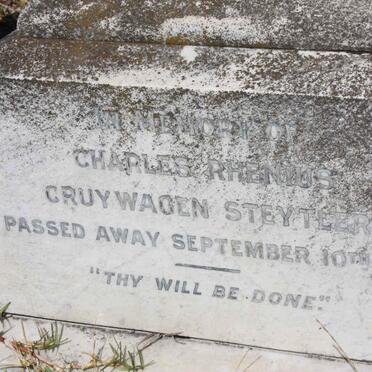 IN MEMORY OF
CHARLES RHENIUS
CRUYWAGEN STEYTLER
PASSED AWAY SEPTEMBER 10TH
"THY WILL BE DONE."